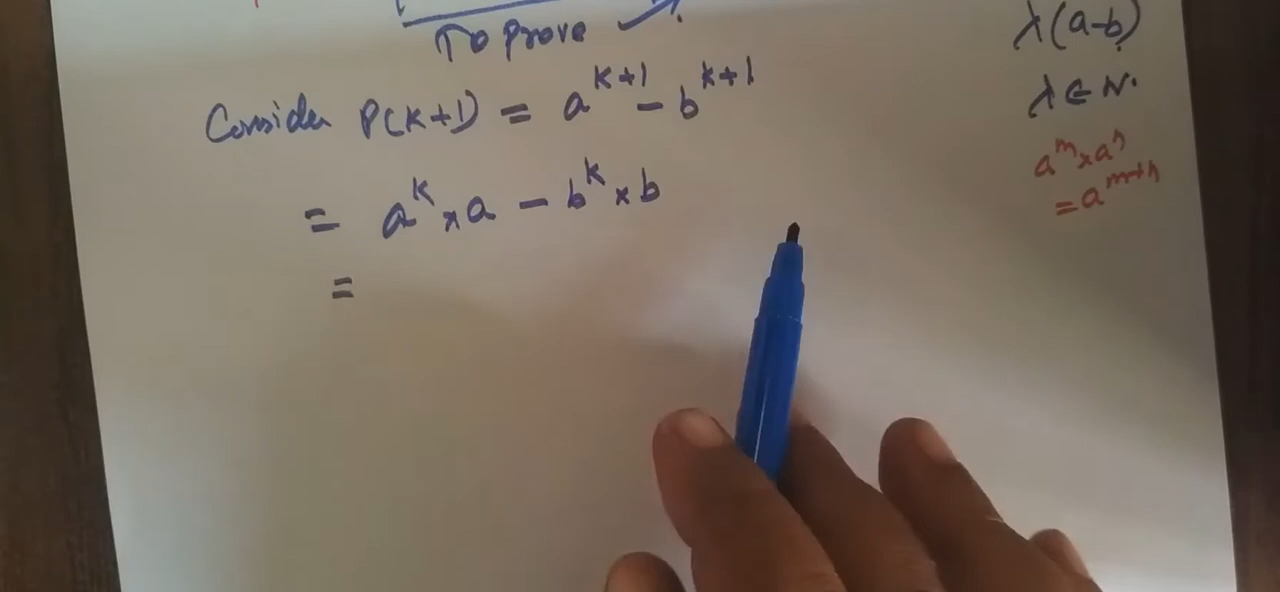 To Prove
Consider P(k+1) = a^{k+1} - b^{k+1}
= a^k × a - b^k × b
=
λ(a-b)
λ ∈ N.
a^m × a^n
= a^{m+n}